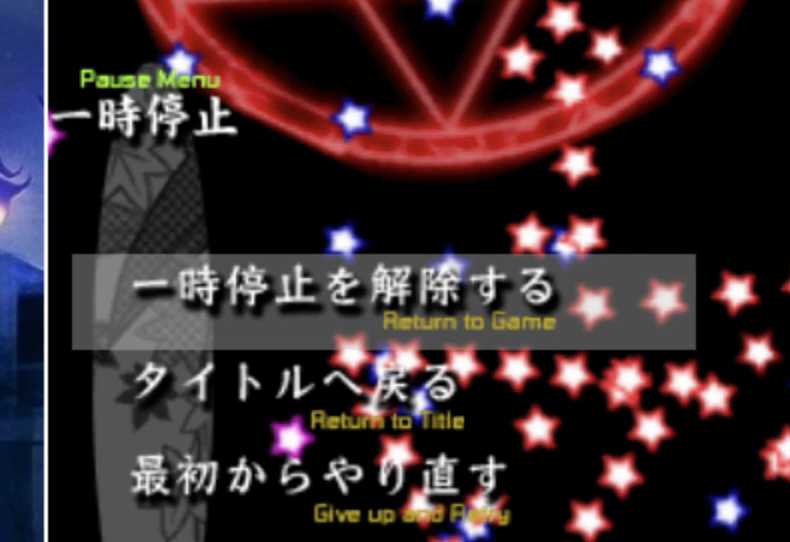 Pause Menu
一時停止
一時停止を解除する
Return to Game
タイトルへ戻る
Return to Title
最初からやり直す
Give up and Retry